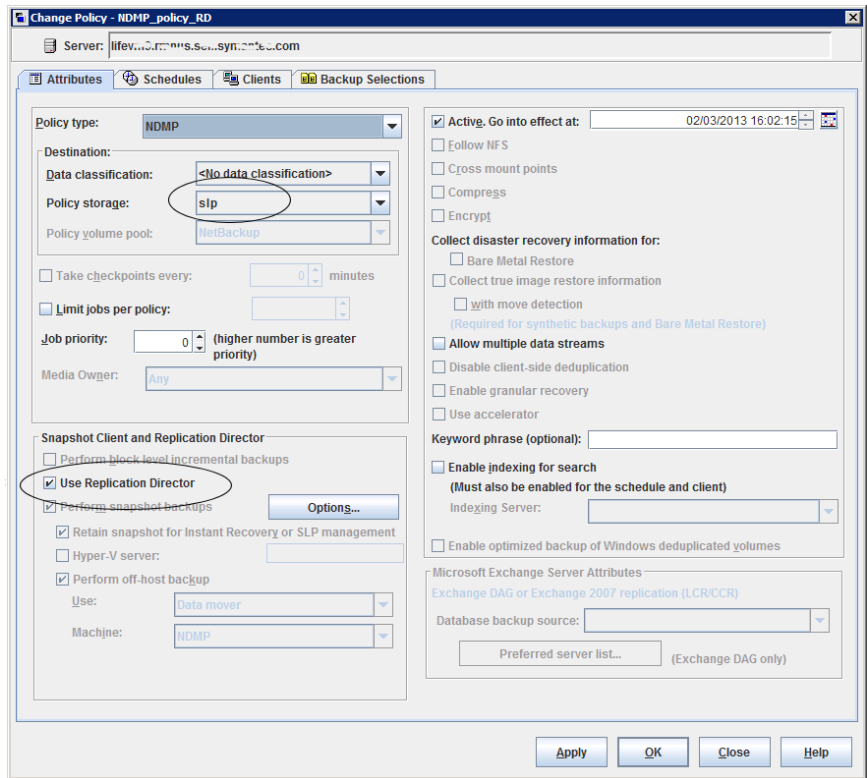 Change Policy - NDMP_policy_RD
Server:
Attributes
Schedules
Clients
Backup Selections
Policy type:
NDMP
Destination:
Data classification:
<No data classification>
Policy storage:
slp
Policy volume pool:
NetBackup
Take checkpoints every:
0
minutes
Limit jobs per policy:
Job priority:
0
(higher number is greater
priority)
Media Owner:
Any
Snapshot Client and Replication Director
Perform block level incremental backups
Use Replication Director
Perform snapshot backups
Options...
Retain snapshot for Instant Recovery or SLP management
Hyper-V server:
Perform off-host backup
Use:
Data mover
Machine:
NDMP
Active. Go into effect at:
02/03/2013 16:02:15
Follow NFS
Cross mount points
Compress
Encrypt
Collect disaster recovery information for:
Bare Metal Restore
Collect true image restore information
with move detection
(Required for synthetic backups and Bare Metal Restore)
Allow multiple data streams
Disable client-side deduplication
Enable granular recovery
Use accelerator
Keyword phrase (optional):
Enable indexing for search
(Must also be enabled for the schedule and client)
Indexing Server:
Enable optimized backup of Windows deduplicated volumes
Microsoft Exchange Server Attributes
Exchange DAG or Exchange 2007 replication (LCR/CCR)
Database backup source:
Preferred server list...
(Exchange DAG only)
Apply
OK
Close
Help